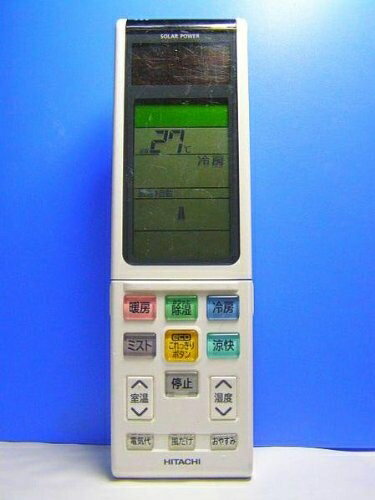 SOLAR POWER
27℃
冷房
暖房 除湿 冷房
ミスト eco これっきりボタン 涼快
室温 停止 湿度
電気代 風だけ おやすみ
HITACHI